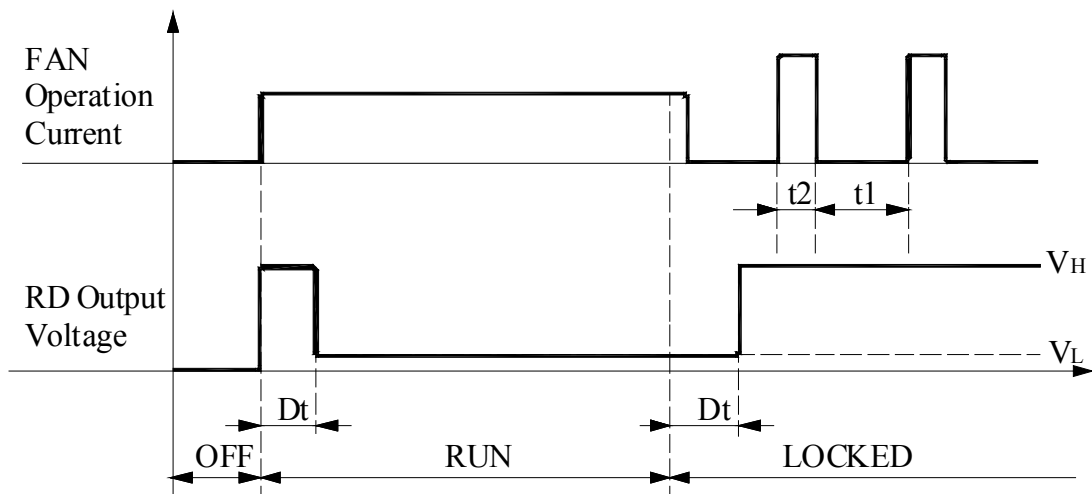 FAN
Operation
Current
t2
t1
RD Output
Voltage
VH
VL
Dt
Dt
OFF
RUN
LOCKED